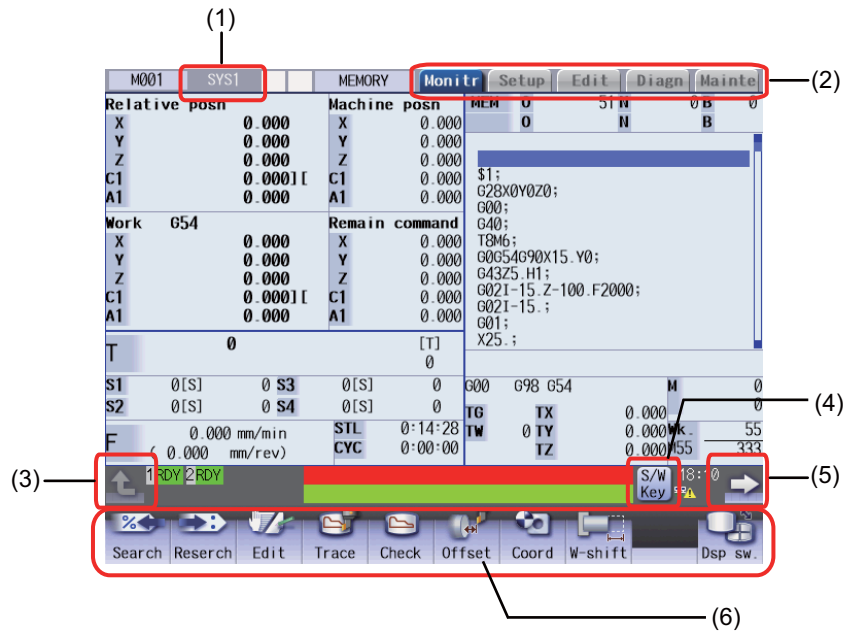 (1)
M001 SYS1 MEMORY Monitr Setup Edit Diagn Mainte (2)
Relative posn Machine posn MEM O 51 N 0 B 0
O N B
X 0.000 X 0.000
Y 0.000 Y 0.000
Z 0.000 Z 0.000
C1 0.000][ C1 0.000
A1 0.000 A1 0.000
Work G54 Remain command
X 0.000 X 0.000
Y 0.000 Y 0.000
Z 0.000 Z 0.000
C1 0.000][ C1 0.000
A1 0.000 A1 0.000
$1;
G28X0Y0Z0;
G00;
G40;
T8M6;
G0G54G90X15.Y0;
G43Z5.H1;
G02I-15.Z-100.F2000;
G02I-15.;
G01;
X25.;
T 0 [T]
0
S1 0[S] 0 S3 0[S] 0
S2 0[S] 0 S4 0[S] 0
F 0.000 mm/min STL 0:14:28
( 0.000 mm/rev) CYC 0:00:00
G00 G98 G54 M 0
0
TG TX 0.000
TW 0 TY 0.000 Wk. 55
TZ 0.000 M55 333
(4)
(3) 1RDY 2RDY S/W Key 18:10 (5)
Search Reserch Edit Trace Check Offset Coord W-shift Dsp sw.
(6)